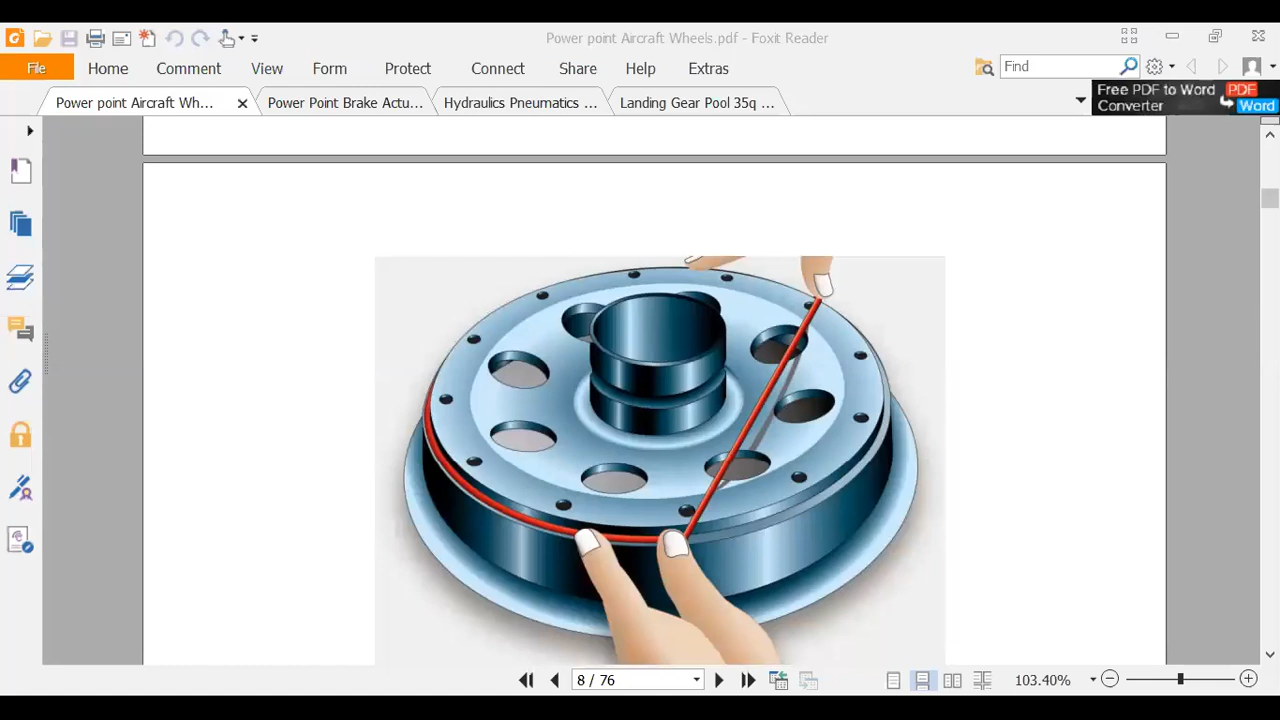 Power point Aircraft Wheels.pdf - Foxit Reader
File Home Comment View Form Protect Connect Share Help Extras Find
Power point Aircraft Wh... Power Point Brake Actu... Hydraulics Pneumatics ... Landing Gear Pool 35q ...
Free PDF to Word PDF
Converter Word
8 / 76 103.40%